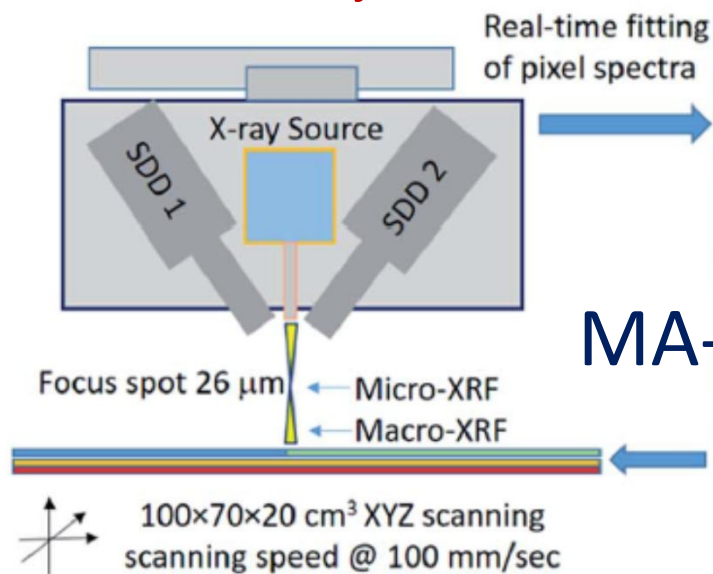 Real-time fitting
of pixel spectra
X-ray Source
SDD 1
SDD 2
MA-
Focus spot 26 μm
Micro-XRF
Macro-XRF
100×70×20 cm³ XYZ scanning
scanning speed @ 100 mm/sec